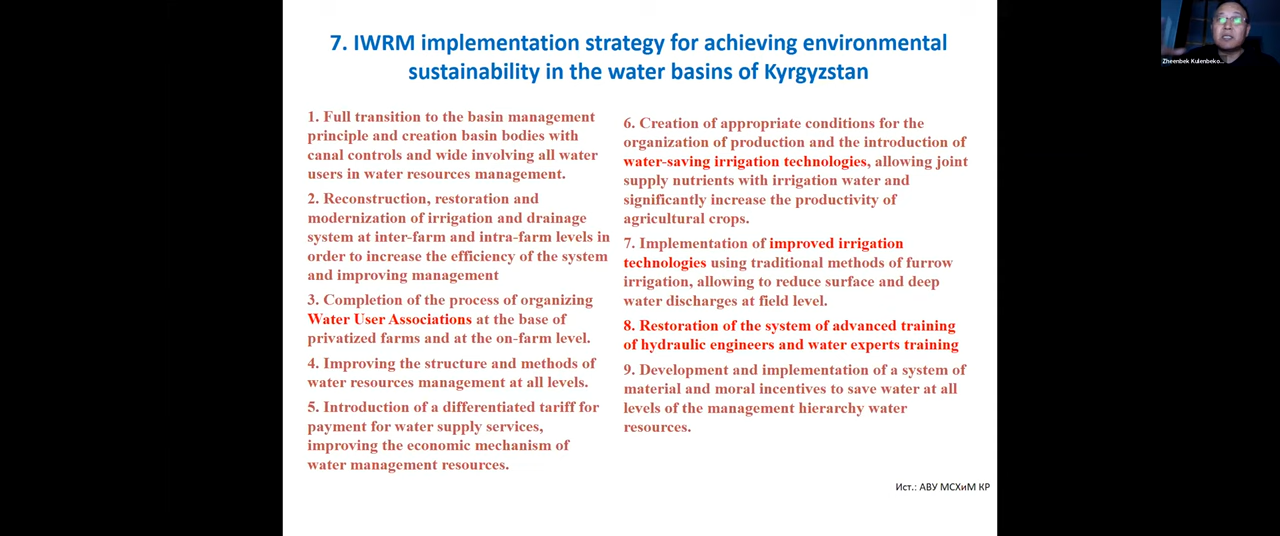 7. IWRM implementation strategy for achieving environmental
sustainability in the water basins of Kyrgyzstan
1. Full transition to the basin management
principle and creation basin bodies with
canal controls and wide involving all water
users in water resources management.
2. Reconstruction, restoration and
modernization of irrigation and drainage
system at inter-farm and intra-farm levels in
order to increase the efficiency of the system
and improving management
3. Completion of the process of organizing
Water User Associations at the base of
privatized farms and at the on-farm level.
4. Improving the structure and methods of
water resources management at all levels.
5. Introduction of a differentiated tariff for
payment for water supply services,
improving the economic mechanism of
water management resources.
6. Creation of appropriate conditions for the
organization of production and the introduction of
water-saving irrigation technologies, allowing joint
supply nutrients with irrigation water and
significantly increase the productivity of
agricultural crops.
7. Implementation of improved irrigation
technologies using traditional methods of furrow
irrigation, allowing to reduce surface and deep
water discharges at field level.
8. Restoration of the system of advanced training
of hydraulic engineers and water experts training
9. Development and implementation of a system of
material and moral incentives to save water at all
levels of the management hierarchy water
resources.
Ист.: АВУ МСХиМ КР
Zheenbek Kulenbeko...